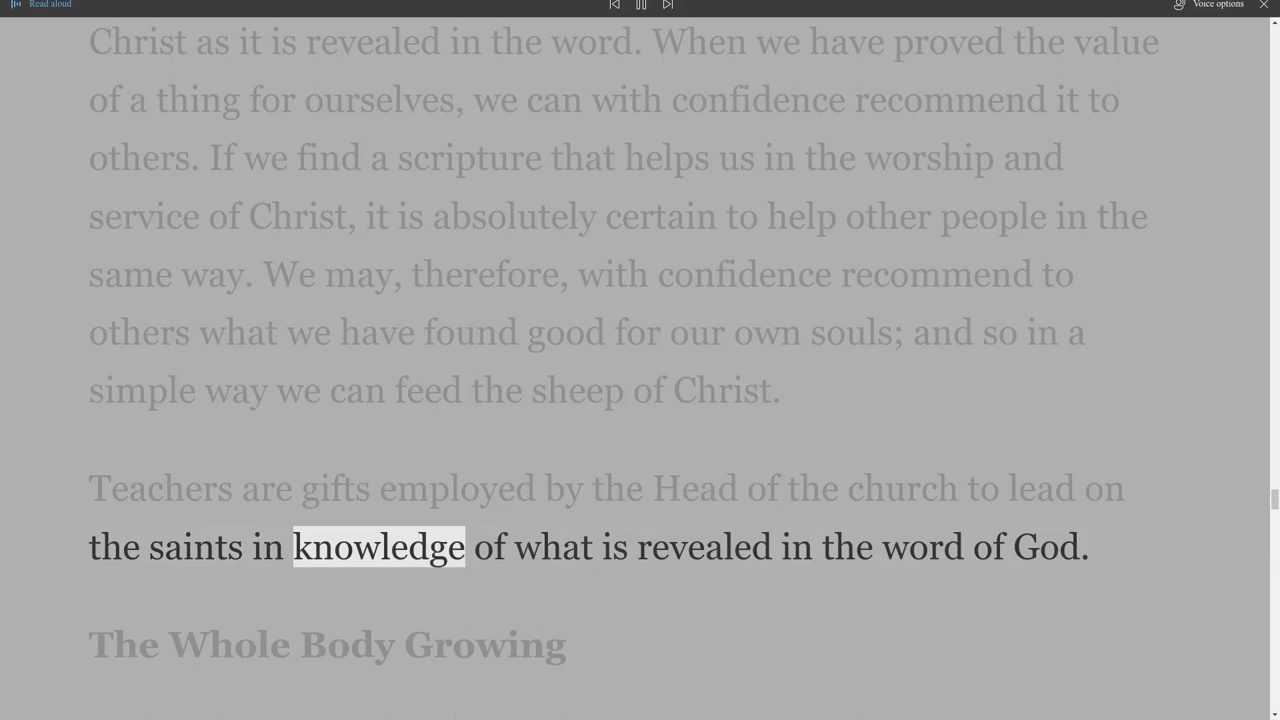 Read aloud
Voice options
Christ as it is revealed in the word. When we have proved the value
of a thing for ourselves, we can with confidence recommend it to
others. If we find a scripture that helps us in the worship and
service of Christ, it is absolutely certain to help other people in the
same way. We may, therefore, with confidence recommend to
others what we have found good for our own souls; and so in a
simple way we can feed the sheep of Christ.
Teachers are gifts employed by the Head of the church to lead on
the saints in knowledge of what is revealed in the word of God.
The Whole Body Growing